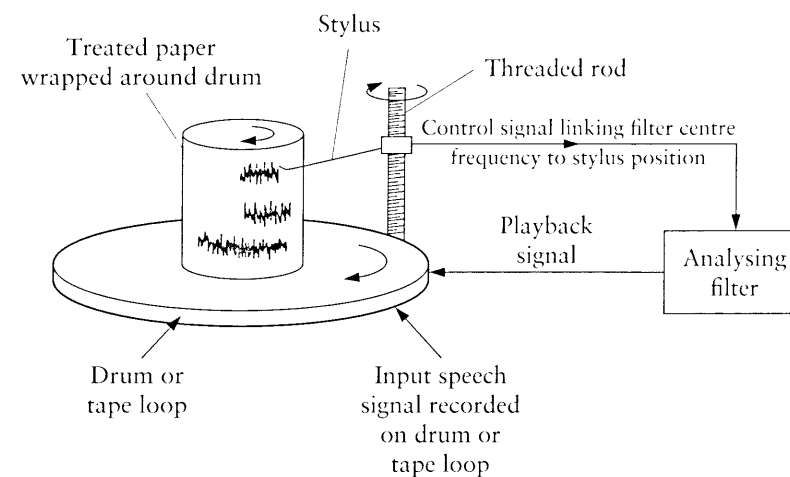 Stylus
Treated paper
wrapped around drum
Threaded rod
Control signal linking filter centre
frequency to stylus position
Playback
signal
Analysing
filter
Drum or
tape loop
Input speech
signal recorded
on drum or
tape loop